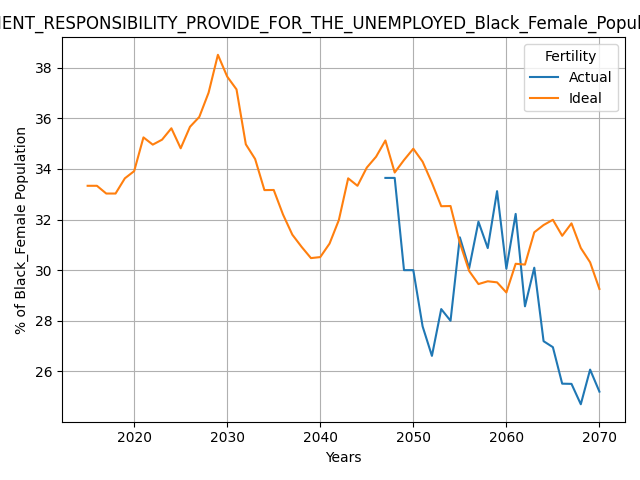 MENT_RESPONSIBILITY_PROVIDE_FOR_THE_UNEMPLOYED_Black_Female_Popul
Fertility
Actual
Ideal
% of Black_Female Population
38
36
34
32
30
28
26
2020
2030
2040
2050
2060
2070
Years